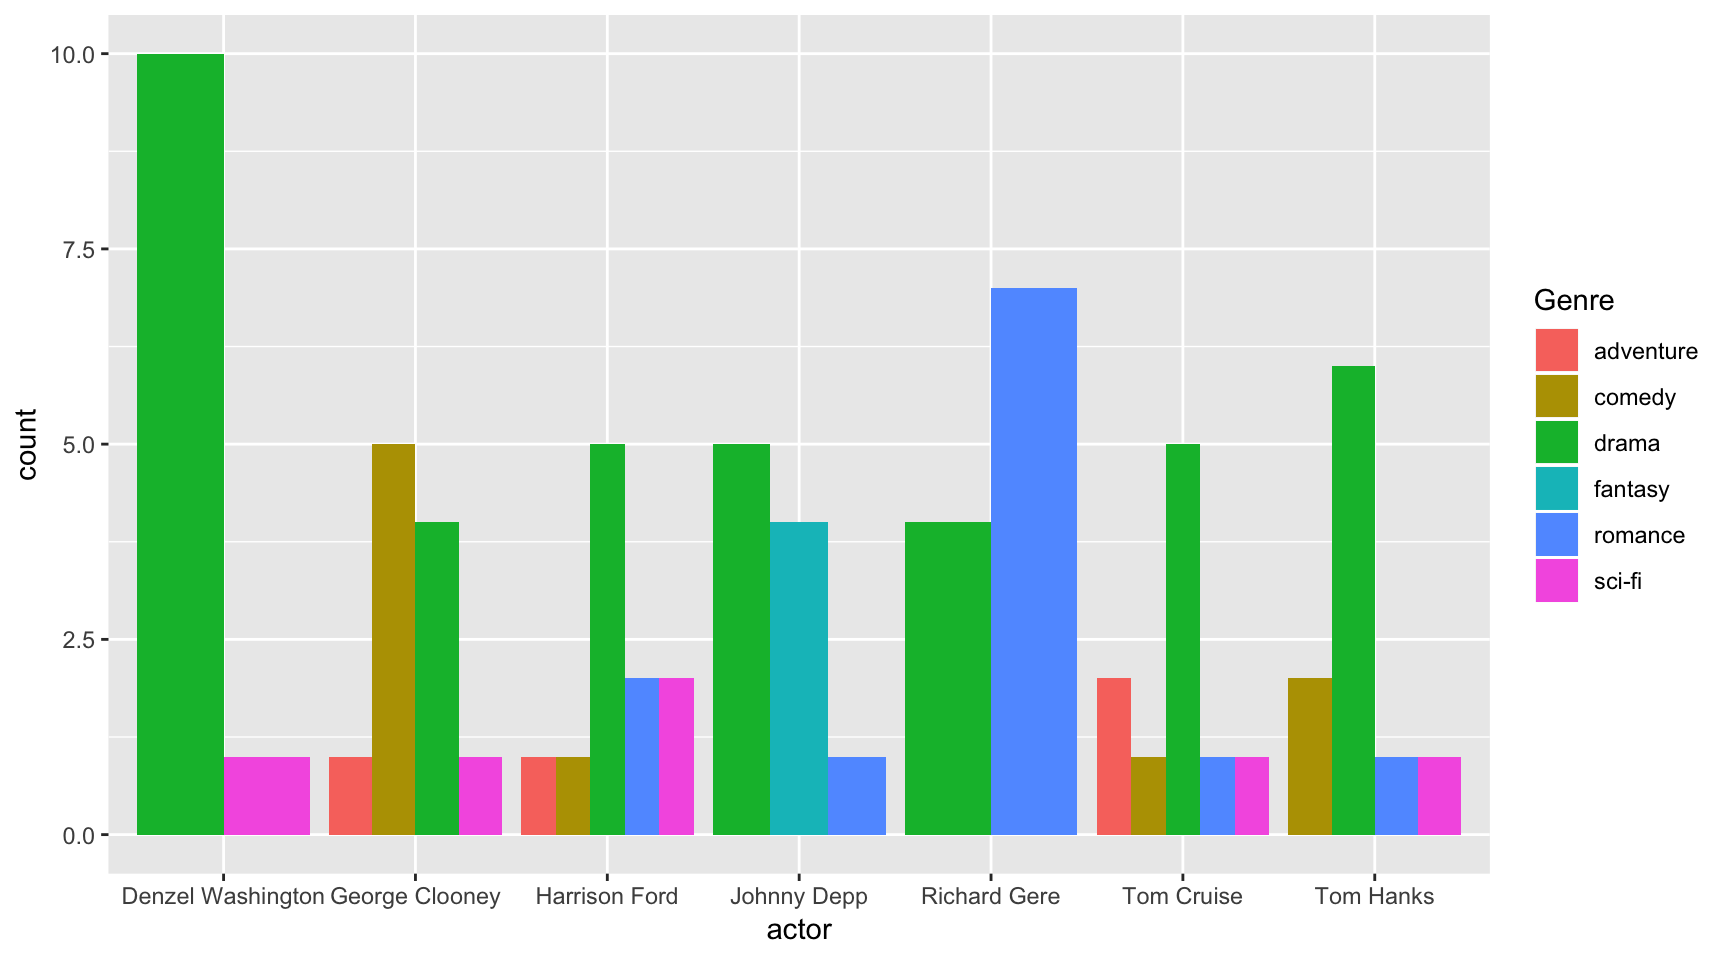 10.0
7.5
5.0
2.5
0.0
count
Denzel Washington George Clooney Harrison Ford Johnny Depp Richard Gere Tom Cruise Tom Hanks
actor
Genre
adventure
comedy
drama
fantasy
romance
sci-fi